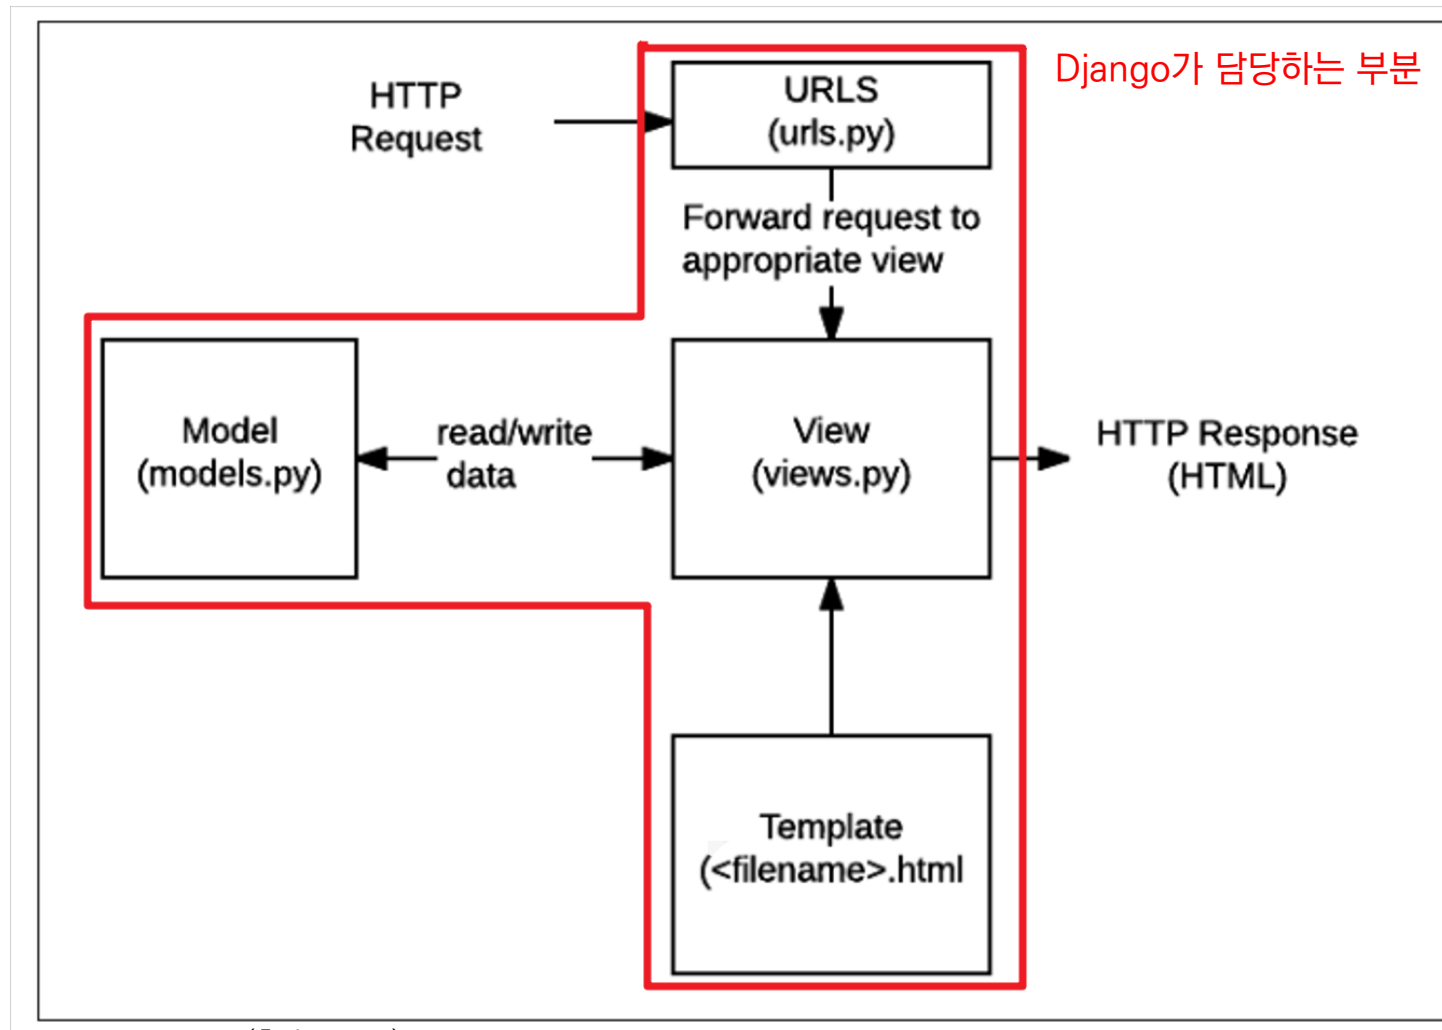 Django가 담당하는 부분
HTTP
Request
URLS
(urls.py)
Forward request to
appropriate view
Model
(models.py)
read/write
data
View
(views.py)
HTTP Response
(HTML)
Template
(<filename>.html